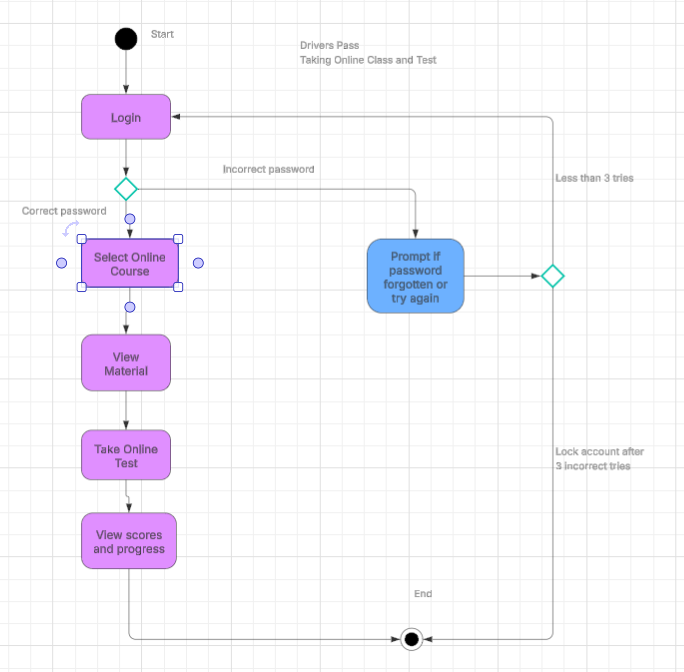 Start
Drivers Pass
Taking Online Class and Test
Login
Incorrect password
Less than 3 tries
Correct password
Select Online
Course
Prompt if
password
forgotten or
try again
View
Material
Take Online
Test
Lock account after
3 incorrect tries
View scores
and progress
End